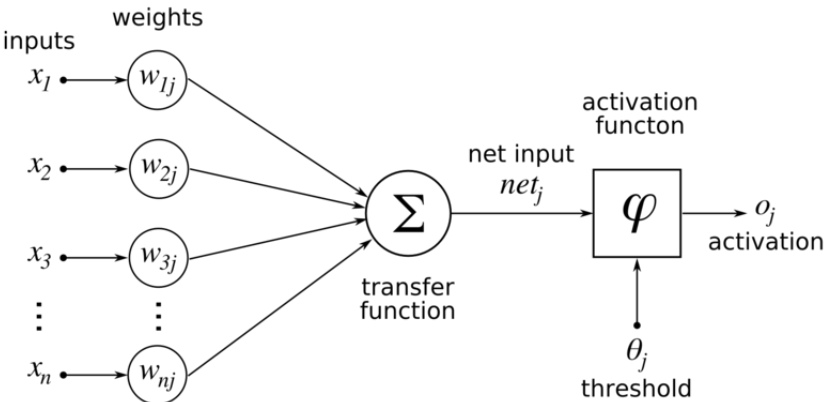 weights
inputs
x1 w1j
x2 w2j
x3 w3j
⋮ ⋮
xn wnj
Σ
transfer
function
net input
netj
activation
functon
φ
oj
activation
θj
threshold